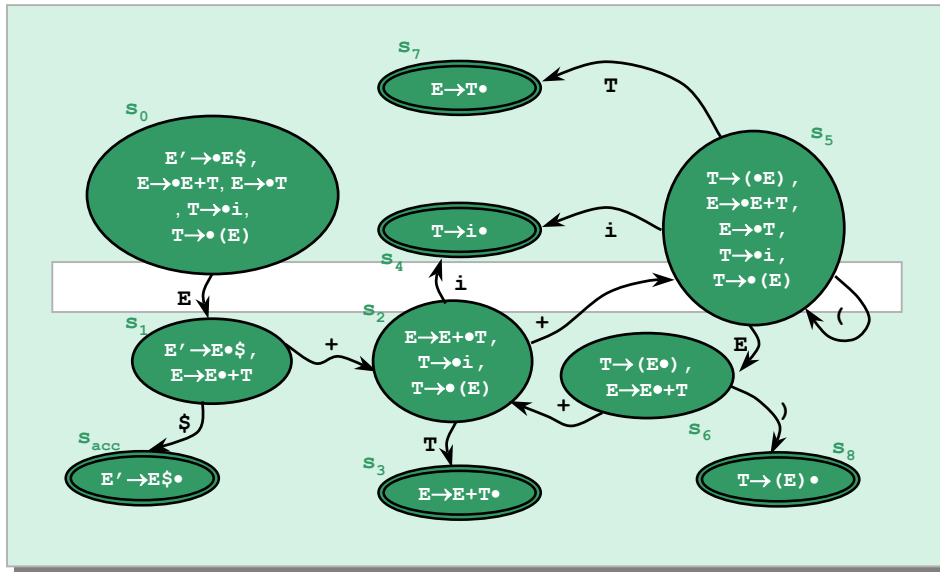 s7
E→T•
T
s0
E′→•E$,
E→•E+T, E→•T
, T→•i,
T→•(E)
s5
T→(•E),
E→•E+T,
E→•T,
T→•i,
T→•(E)
T→i•
i
s4
i
E
s1
E′→E•$,
E→E•+T
+
s2
E→E+•T,
T→•i,
T→•(E)
+
(
E
T→(E•),
E→E•+T
s6
+
)
$
sacc
E′→E$•
T
s3
E→E+T•
s8
T→(E)•